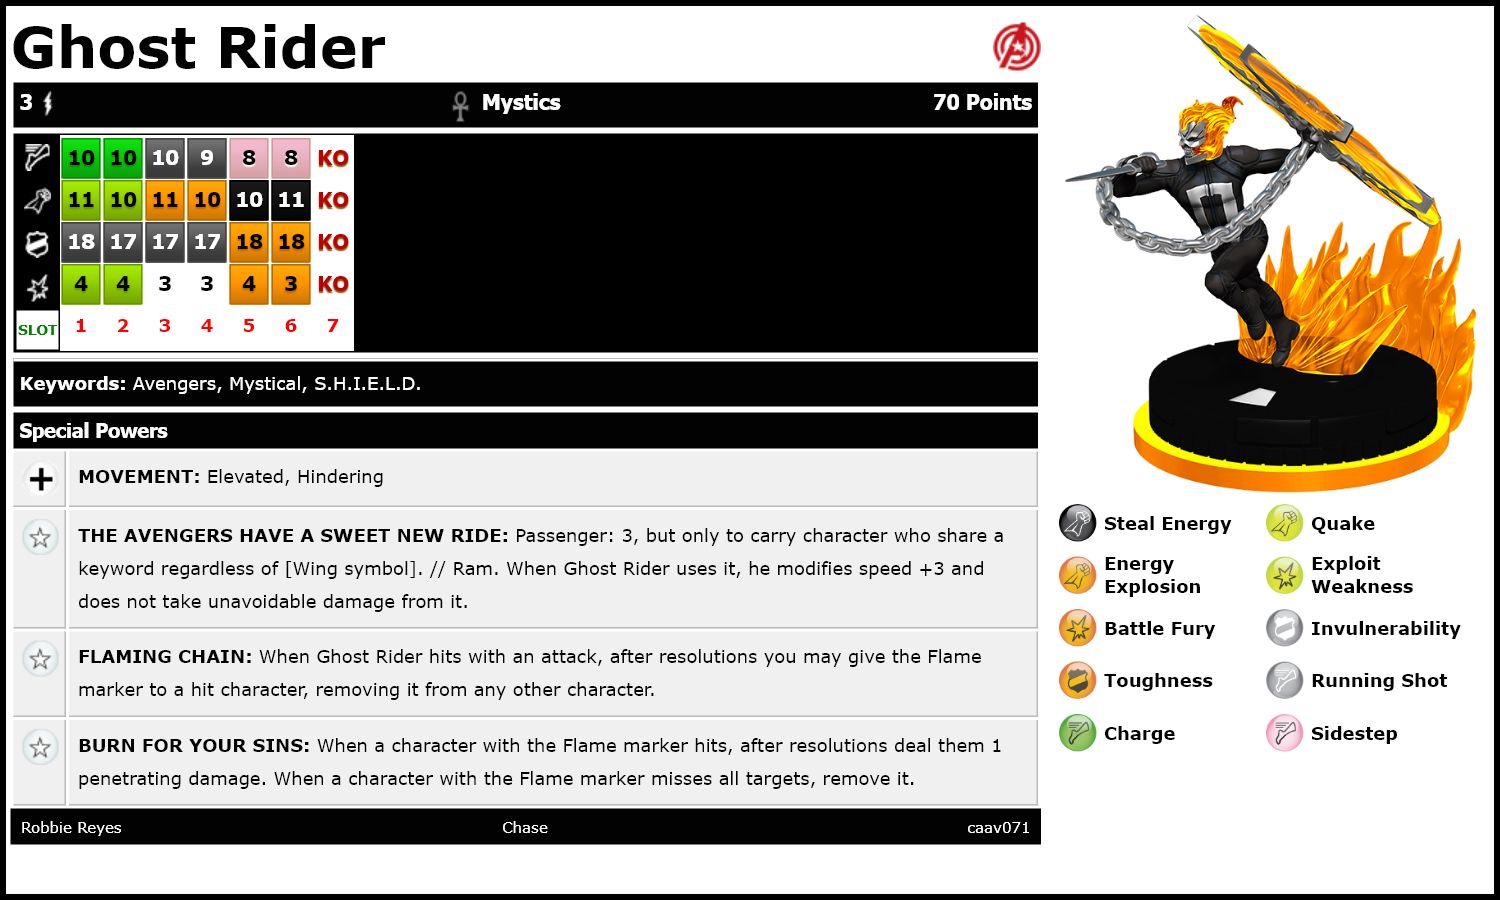 Ghost Rider
3 Mystics 70 Points
10 10 10 9 8 8 KO
11 10 11 10 10 11 KO
18 17 17 17 18 18 KO
4 4 3 3 4 3 KO
SLOT 1 2 3 4 5 6 7
Keywords: Avengers, Mystical, S.H.I.E.L.D.
Special Powers
MOVEMENT: Elevated, Hindering
THE AVENGERS HAVE A SWEET NEW RIDE: Passenger: 3, but only to carry character who share a
keyword regardless of [Wing symbol]. // Ram. When Ghost Rider uses it, he modifies speed +3 and
does not take unavoidable damage from it.
FLAMING CHAIN: When Ghost Rider hits with an attack, after resolutions you may give the Flame
marker to a hit character, removing it from any other character.
BURN FOR YOUR SINS: When a character with the Flame marker hits, after resolutions deal them 1
penetrating damage. When a character with the Flame marker misses all targets, remove it.
Robbie Reyes Chase caav071
Steal Energy Quake
Energy
Explosion
Exploit
Weakness
Battle Fury Invulnerability
Toughness Running Shot
Charge Sidestep